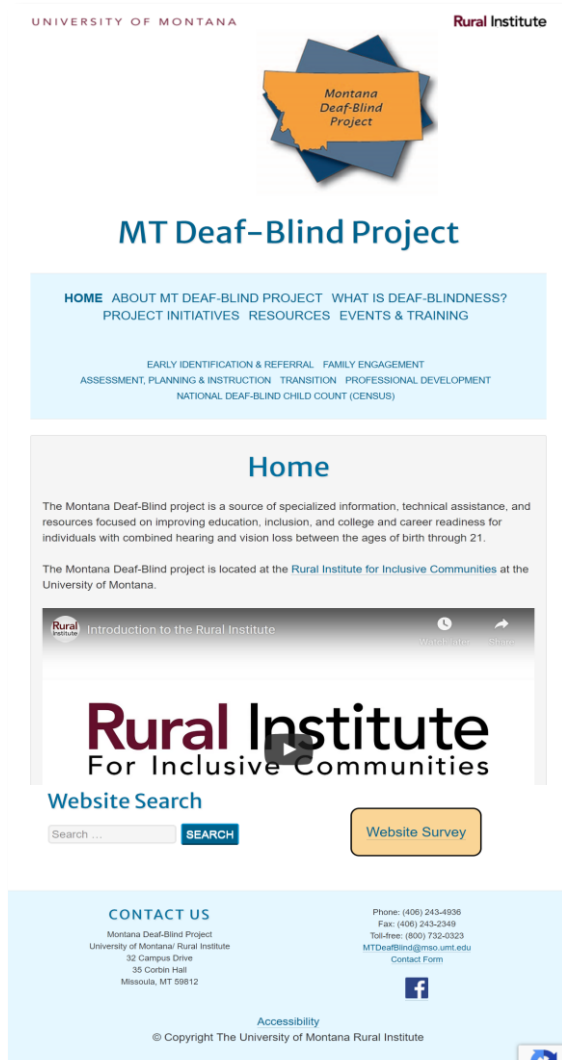 UNIVERSITY OF MONTANA
Rural Institute
Montana
Deaf-Blind
Project
MT Deaf-Blind Project
HOME ABOUT MT DEAF-BLIND PROJECT WHAT IS DEAF-BLINDNESS?
PROJECT INITIATIVES RESOURCES EVENTS & TRAINING
EARLY IDENTIFICATION & REFERRAL FAMILY ENGAGEMENT
ASSESSMENT, PLANNING & INSTRUCTION TRANSITION PROFESSIONAL DEVELOPMENT
NATIONAL DEAF-BLIND CHILD COUNT (CENSUS)
Home
The Montana Deaf-Blind project is a source of specialized information, technical assistance, and
resources focused on improving education, inclusion, and college and career readiness for
individuals with combined hearing and vision loss between the ages of birth through 21.
The Montana Deaf-Blind project is located at the Rural Institute for Inclusive Communities at the
University of Montana.
Rural
Institute
Introduction to the Rural Institute
Watch later
Share
Rural Institute
For Inclusive Communities
Website Search
Search ...
SEARCH
Website Survey
CONTACT US
Montana Deaf-Blind Project
University of Montana/ Rural Institute
32 Campus Drive
35 Corbin Hall
Missoula, MT 59812
Phone: (406) 243-4936
Fax: (406) 243-2349
Toll-free: (800) 732-0323
MTDeafBlind@mso.umt.edu
Contact Form
Accessibility
© Copyright The University of Montana Rural Institute